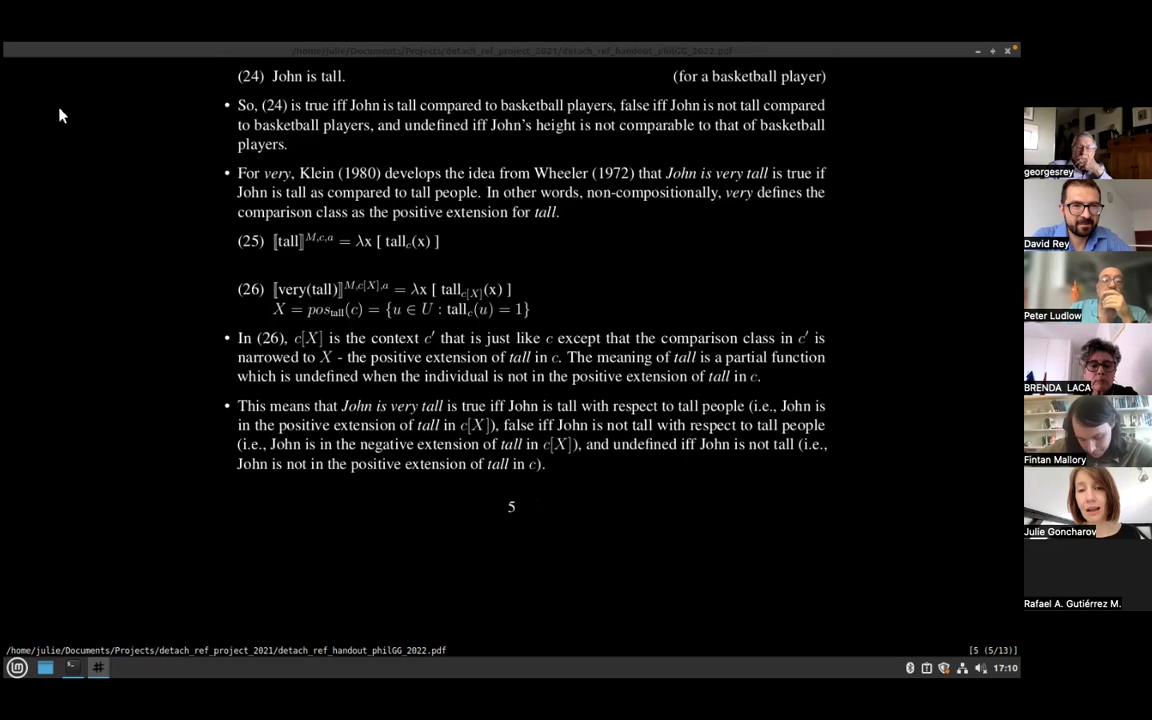 /home/julie/Documents/Projects/detach_ref_project_2021/detach_ref_handout_philGG_2022.pdf
(24) John is tall. (for a basketball player)
• So, (24) is true iff John is tall compared to basketball players, false iff John is not tall compared
to basketball players, and undefined iff John's height is not comparable to that of basketball
players.
• For very, Klein (1980) develops the idea from Wheeler (1972) that John is very tall is true if
John is tall as compared to tall people. In other words, non-compositionally, very defines the
comparison class as the positive extension for tall.
(25) ⟦tall⟧^{M,c,a} = λx [ tall_c(x) ]
(26) ⟦very(tall)⟧^{M,c[X],a} = λx [ tall_{c[X]}(x) ]
X = pos_{tall}(c) = {u ∈ U : tall_c(u) = 1}
• In (26), c[X] is the context c′ that is just like c except that the comparison class in c′ is
narrowed to X - the positive extension of tall in c. The meaning of tall is a partial function
which is undefined when the individual is not in the positive extension of tall in c.
• This means that John is very tall is true iff John is tall with respect to tall people (i.e., John is
in the positive extension of tall in c[X]), false iff John is not tall with respect to tall people
(i.e., John is in the negative extension of tall in c[X]), and undefined iff John is not tall (i.e.,
John is not in the positive extension of tall in c).
5
georgesrey
David Rey
Peter Ludlow
BRENDA LACA
Fintan Mallory
Julie Goncharov
Rafael A. Gutiérrez M.
/home/julie/Documents/Projects/detach_ref_project_2021/detach_ref_handout_philGG_2022.pdf [5 (5/13)]
17:10